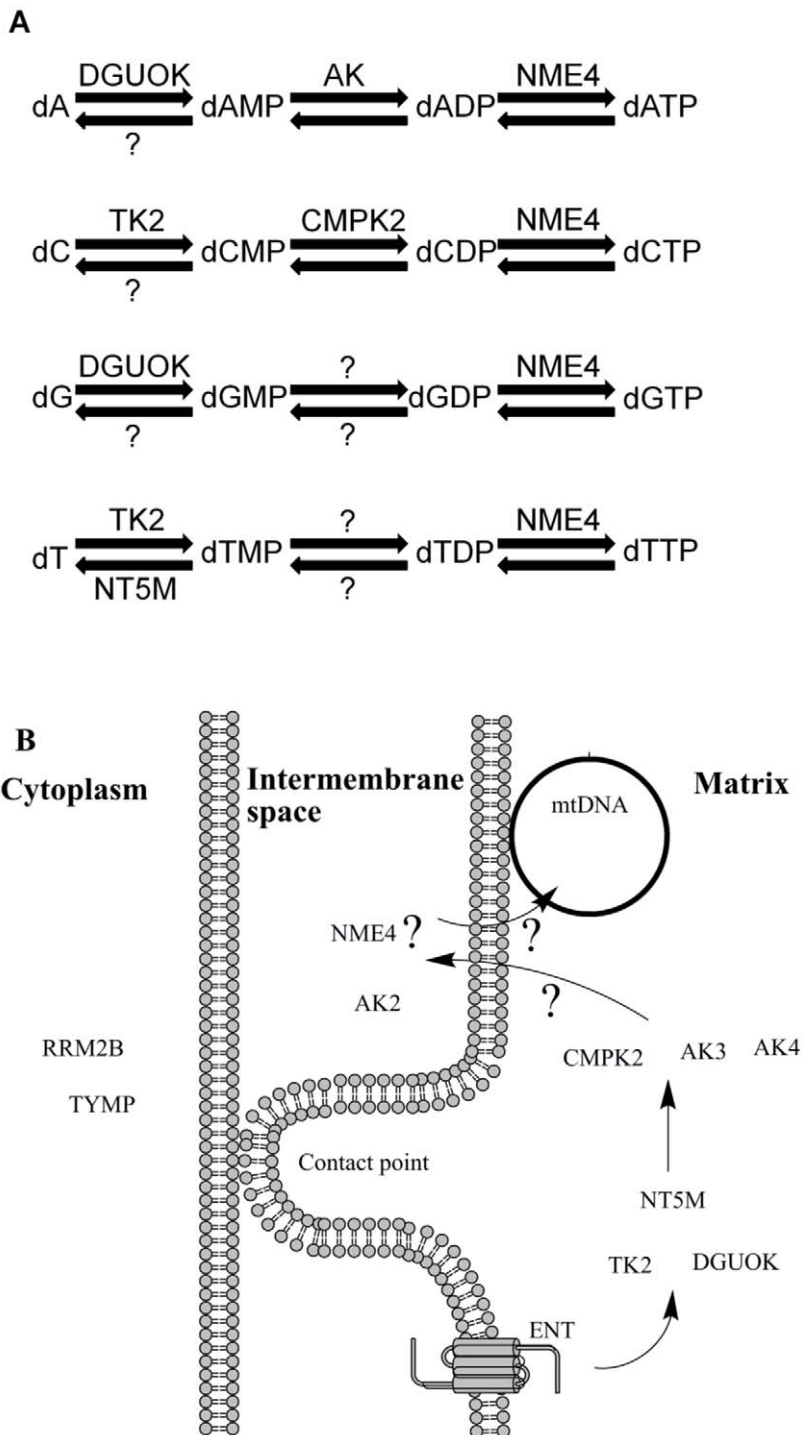 A
DGUOK AK NME4
dA dAMP dADP dATP
?
TK2 CMPK2 NME4
dC dCMP dCDP dCTP
?
DGUOK ? NME4
dG dGMP dGDP dGTP
? ?
TK2 ? NME4
dT dTMP dTDP dTTP
NT5M ?
B
Cytoplasm
Intermembrane
space
Matrix
mtDNA
NME4 ?
?
?
AK2
RRM2B
TYMP
CMPK2 AK3 AK4
Contact point
NT5M
TK2 DGUOK
ENT